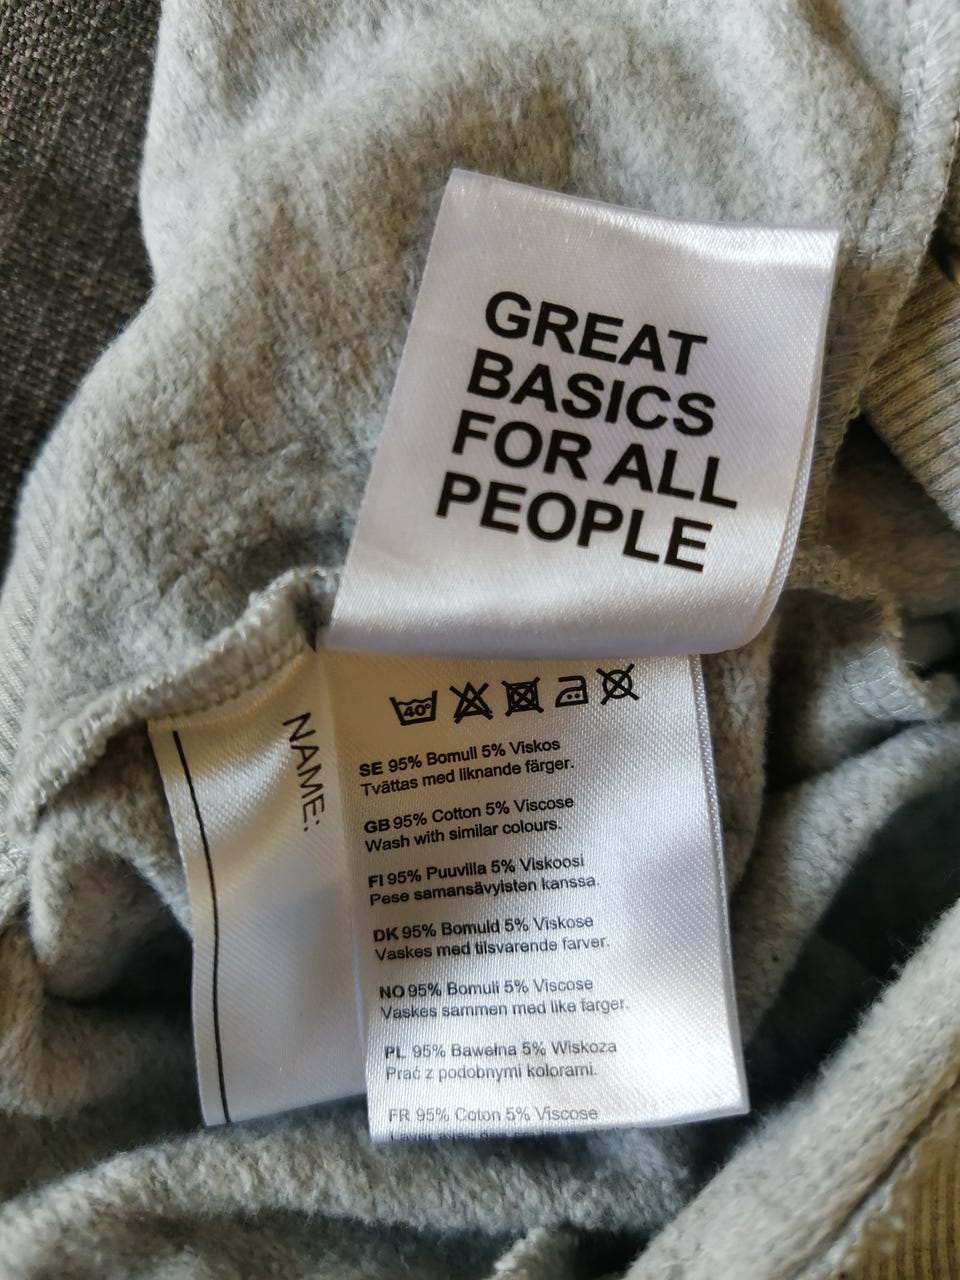 GREAT
BASICS
FOR ALL
PEOPLE
40°
NAME:
SE 95% Bomull 5% Viskos
Tvättas med liknande färger.
GB 95% Cotton 5% Viscose
Wash with similar colours.
FI 95% Puuvilla 5% Viskoosi
Pese samansävyisten kanssa.
DK 95% Bomuld 5% Viskose
Vaskes med tilsvarende farver.
NO 95% Bomull 5% Viscose
Vaskes sammen med like farger.
PL 95% Bawełna 5% Wiskoza
Prać z podobnymi kolorami.
FR 95% Coton 5% Viscose